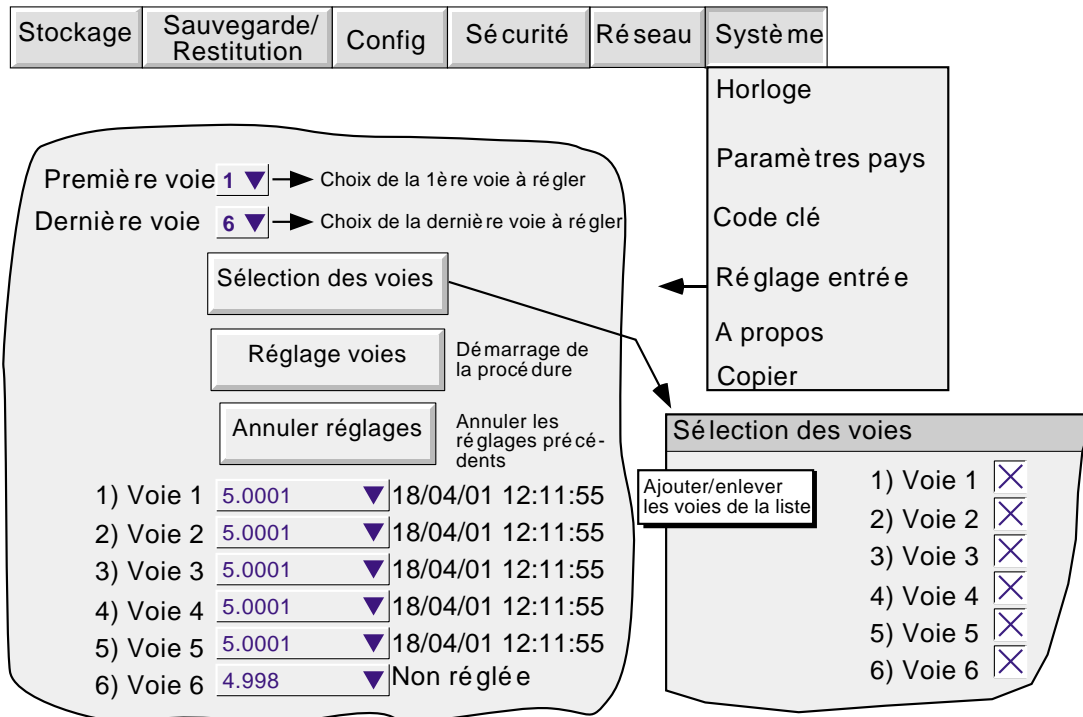 Stockage
Sauvegarde/
Restitution
Config
Sécurité
Réseau
Système
Horloge
Paramètres pays
Code clé
Réglage entrée
A propos
Copier
Première voie 1 Choix de la 1ère voie à régler
Dernière voie 6 Choix de la dernière voie à régler
Sélection des voies
Réglage voies
Démarrage de
la procédure
Annuler réglages
Annuler les
réglages précé-
dents
1) Voie 1 5.0001 18/04/01 12:11:55
2) Voie 2 5.0001 18/04/01 12:11:55
3) Voie 3 5.0001 18/04/01 12:11:55
4) Voie 4 5.0001 18/04/01 12:11:55
5) Voie 5 5.0001 18/04/01 12:11:55
6) Voie 6 4.998 Non réglée
Sélection des voies
Ajouter/enlever
les voies de la liste
1) Voie 1
2) Voie 2
3) Voie 3
4) Voie 4
5) Voie 5
6) Voie 6